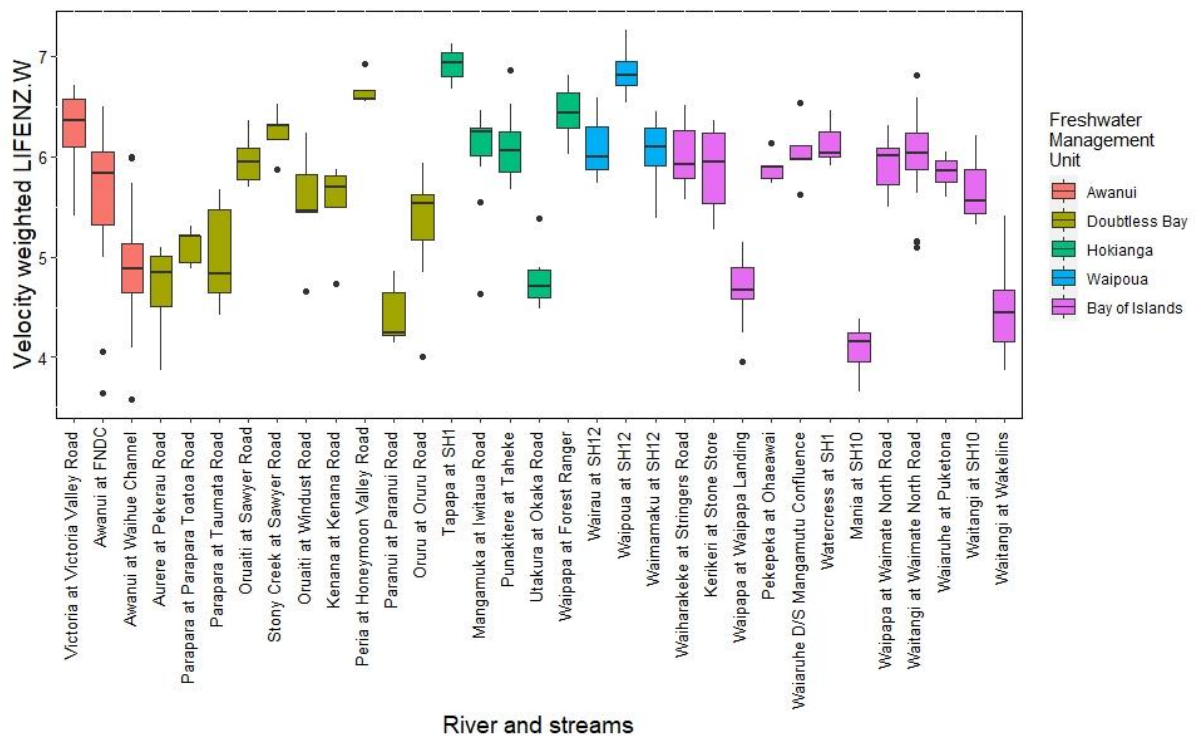 Velocity weighted LIFENZ.W
7
6
5
4
Victoria at Victoria Valley Road
Awanui at FNDC
Awanui at Waihue Channel
Aurere at Pekerau Road
Parapara at Parapara Toatoa Road
Parapara at Taumata Road
Oruaiti at Sawyer Road
Stony Creek at Sawyer Road
Oruaiti at Windust Road
Kenana at Kenana Road
Peria at Honeymoon Valley Road
Paranui at Paranui Road
Oruru at Oruru Road
Tapapa at SH1
Mangamuka at Iwitaua Road
Punakitere at Taheke
Utakura at Okaka Road
Waipapa at Forest Ranger
Wairau at SH12
Waipoua at SH12
Waimamaku at SH12
Waiharakeke at Stringers Road
Kerikeri at Stone Store
Waipapa at Waipapa Landing
Pekepeka at Ohaeawai
Waiaruhe D/S Mangamutu Confluence
Watercress at SH1
Mania at SH10
Waipapa at Waimate North Road
Waitangi at Waimate North Road
Waiaruhe at Puketona
Waitangi at SH10
Waitangi at Wakelins
River and streams
Freshwater
Management
Unit
Awanui
Doubtless Bay
Hokianga
Waipoua
Bay of Islands